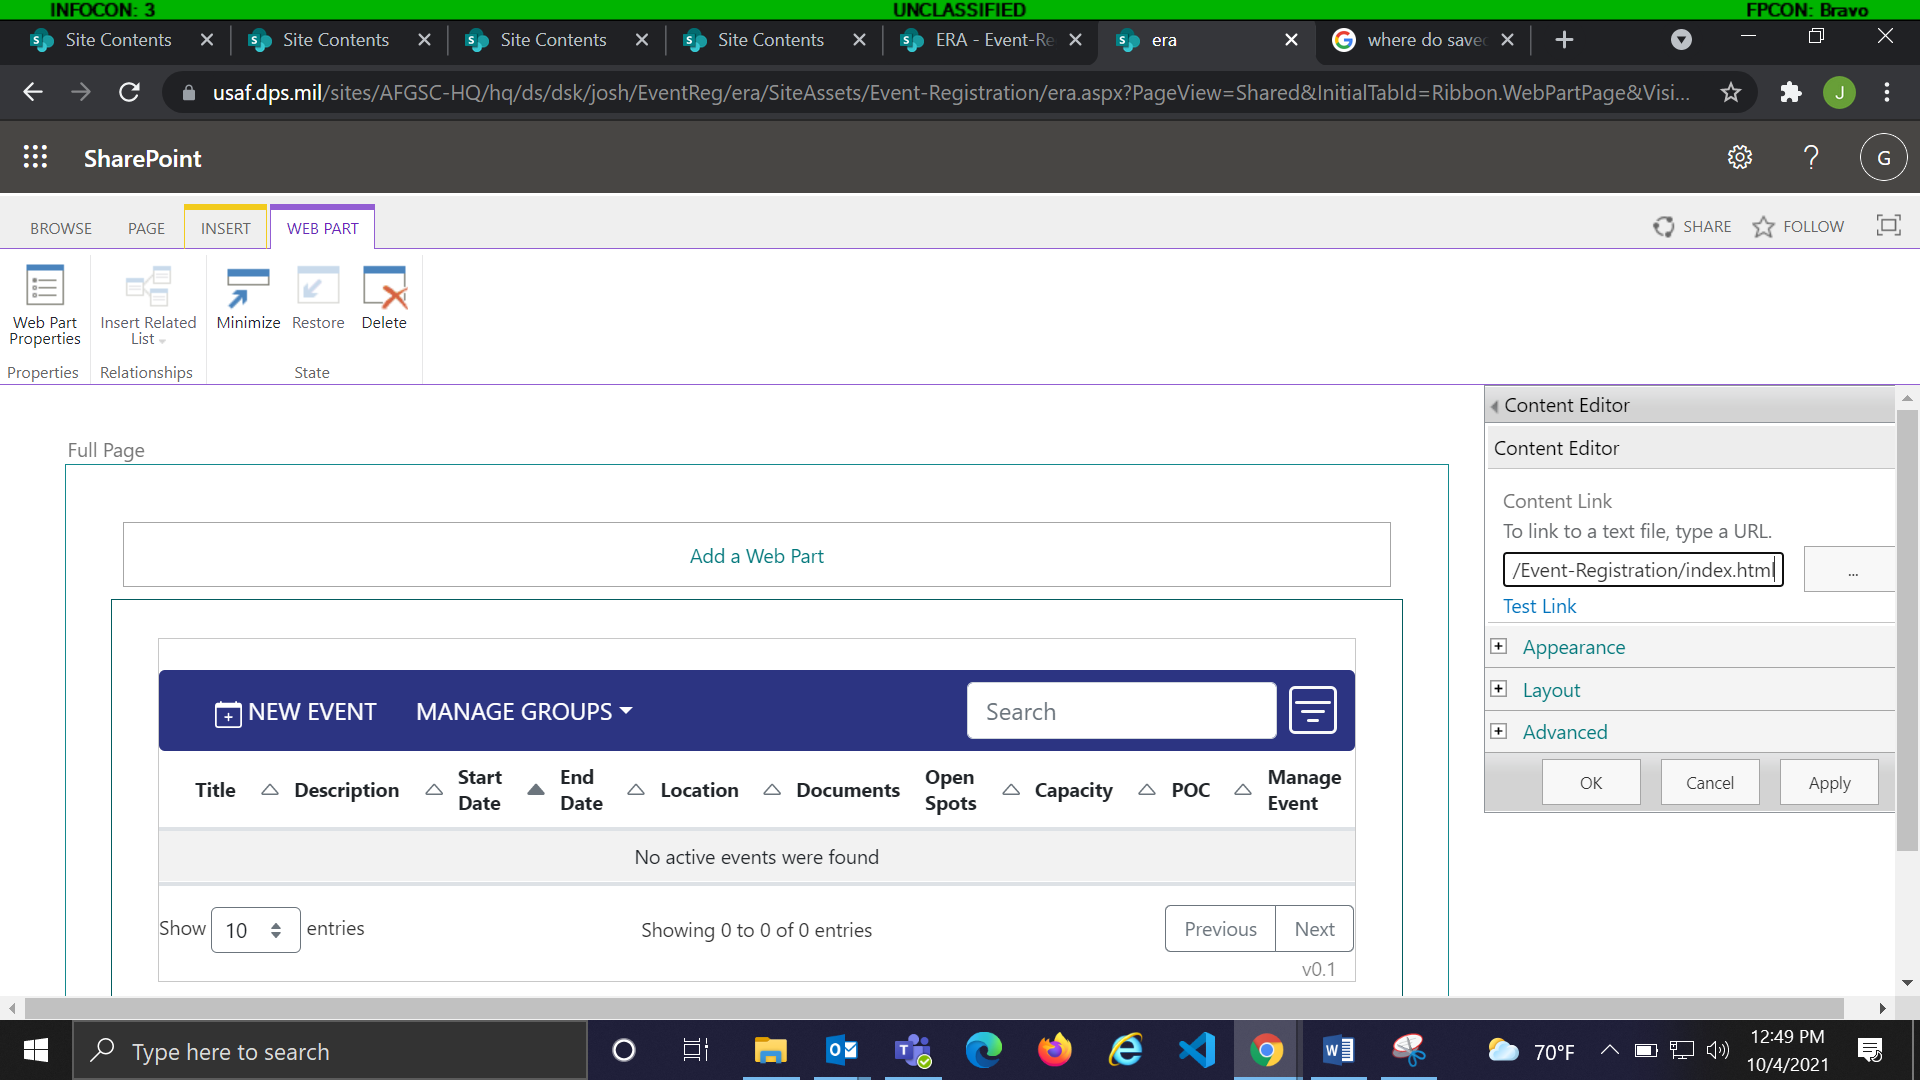 INFOCON: 3 UNCLASSIFIED FPCON: Bravo
Site Contents Site Contents Site Contents Site Contents ERA - Event-Re era where do saved
usaf.dps.mil/sites/AFGSC-HQ/hq/ds/dsk/josh/EventReg/era/SiteAssets/Event-Registration/era.aspx?PageView=Shared&InitialTabId=Ribbon.WebPartPage&Visi... J
SharePoint ? G
BROWSE PAGE INSERT WEB PART SHARE FOLLOW
Web Part Properties
Insert Related List
Minimize Restore Delete
Properties Relationships State
Content Editor
Content Editor
Content Link
To link to a text file, type a URL.
/Event-Registration/index.html ...
Test Link
Appearance
Layout
Advanced
OK Cancel Apply
Full Page
Add a Web Part
NEW EVENT MANAGE GROUPS Search
Title Description Start Date End Date Location Documents Open Spots Capacity POC Manage Event
No active events were found
Show 10 entries Showing 0 to 0 of 0 entries Previous Next
v0.1
Type here to search 70°F 12:49 PM
10/4/2021